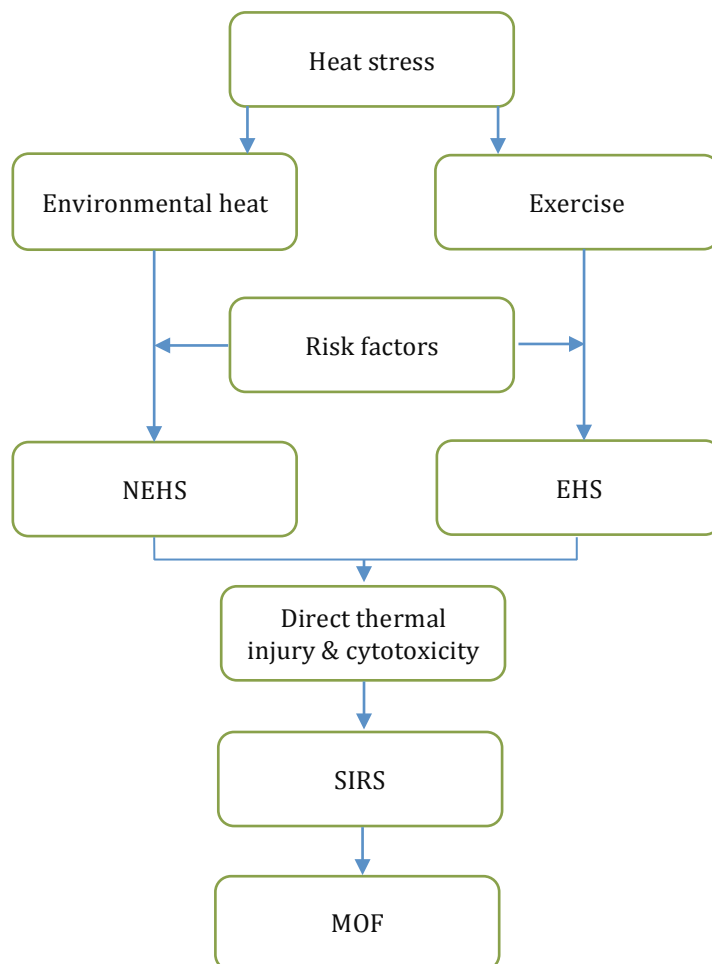 Heat stress
Environmental heat
Exercise
Risk factors
NEHS
EHS
Direct thermal
injury & cytotoxicity
SIRS
MOF